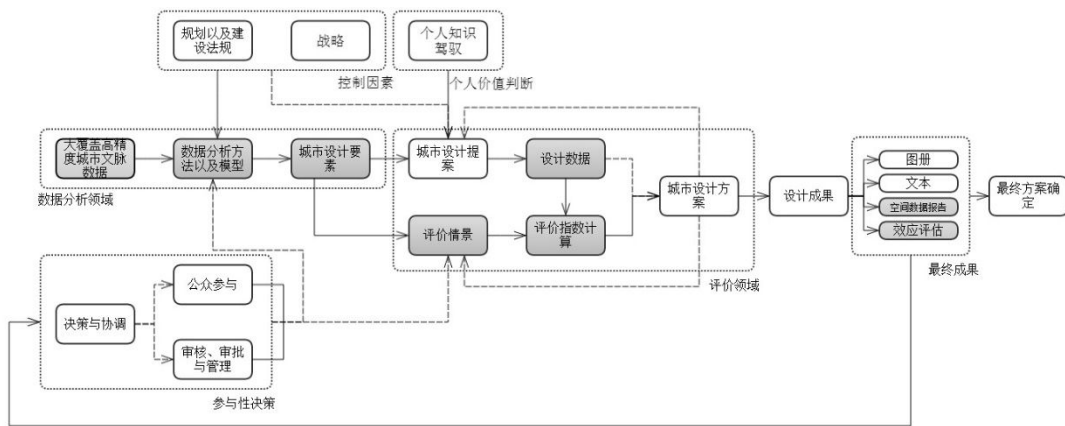 规划以及建
设法规
战略
个人知识
驾驭
控制因素
个人价值判断
大覆盖高精
度城市文脉
数据
数据分析方
法以及模型
城市设计要
素
城市设计提
案
设计数据
城市设计方
案
设计成果
图册
文本
空间数据报告
效应评估
最终方案确
定
数据分析领域
评价情景
评价指数计
算
评价领域
最终成果
决策与协调
公众参与
审核、审批
与管理
参与性决策